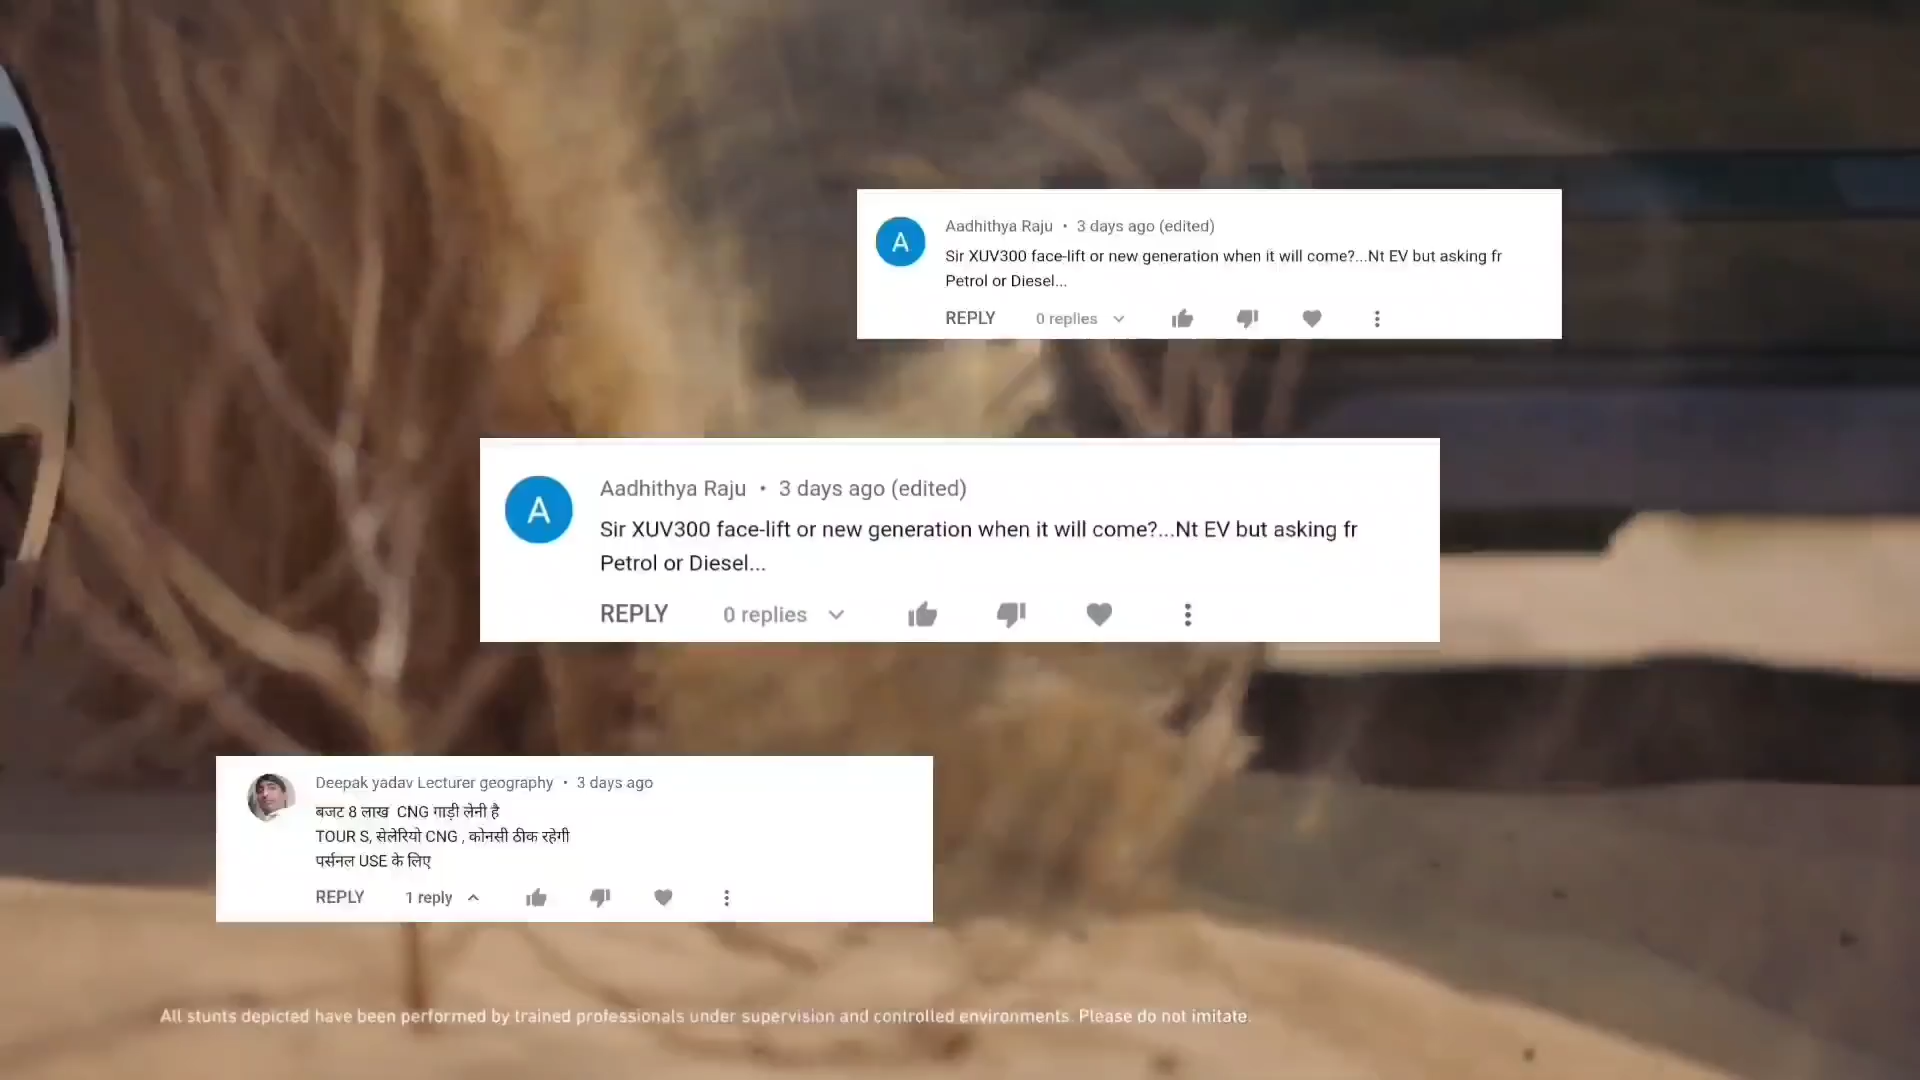 A
Aadhithya Raju • 3 days ago (edited)
Sir XUV300 face-lift or new generation when it will come?...Nt EV but asking fr
Petrol or Diesel...
REPLY 0 replies
A
Aadhithya Raju • 3 days ago (edited)
Sir XUV300 face-lift or new generation when it will come?...Nt EV but asking fr
Petrol or Diesel...
REPLY 0 replies
Deepak yadav Lecturer geography • 3 days ago
बजट 8 लाख CNG गाड़ी लेनी है
TOUR S, सेलेरियो CNG , कोनसी ठीक रहेगी
पर्सनल USE के लिए
REPLY 1 reply
All stunts depicted have been performed by trained professionals under supervision and controlled environments. Please do not imitate.